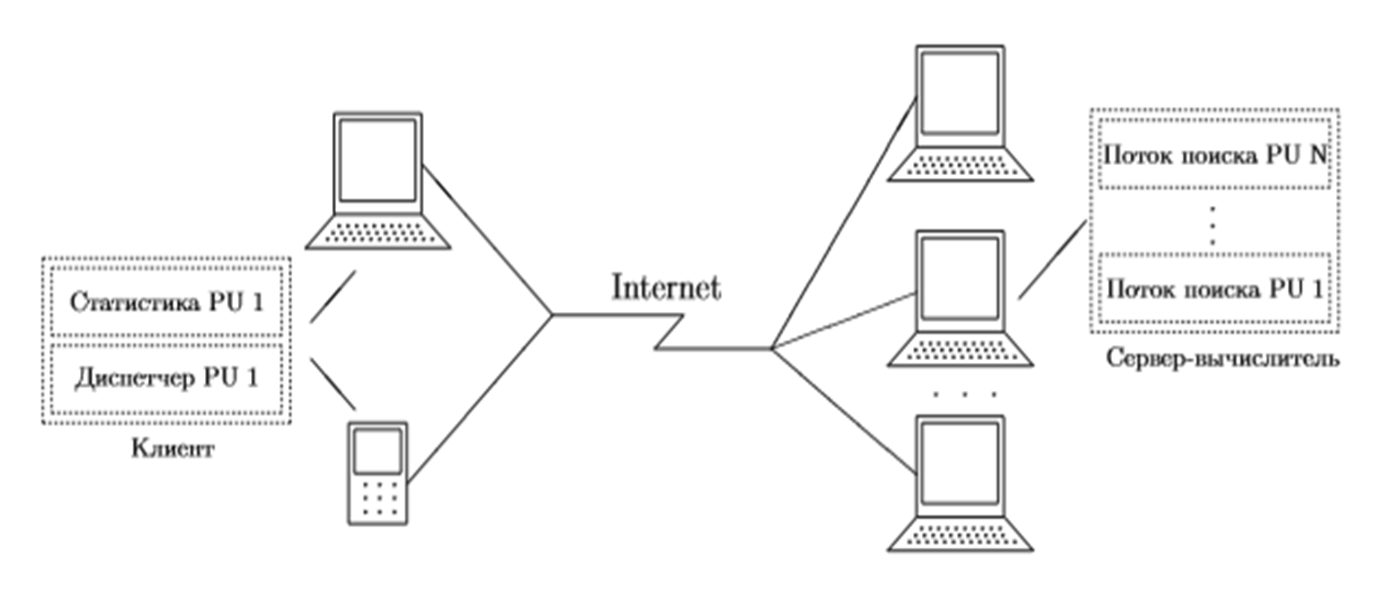 Статистика PU 1
Диспетчер PU 1
Клиент
Internet
Поток поиска PU N
Поток поиска PU 1
Сервер-вычислитель